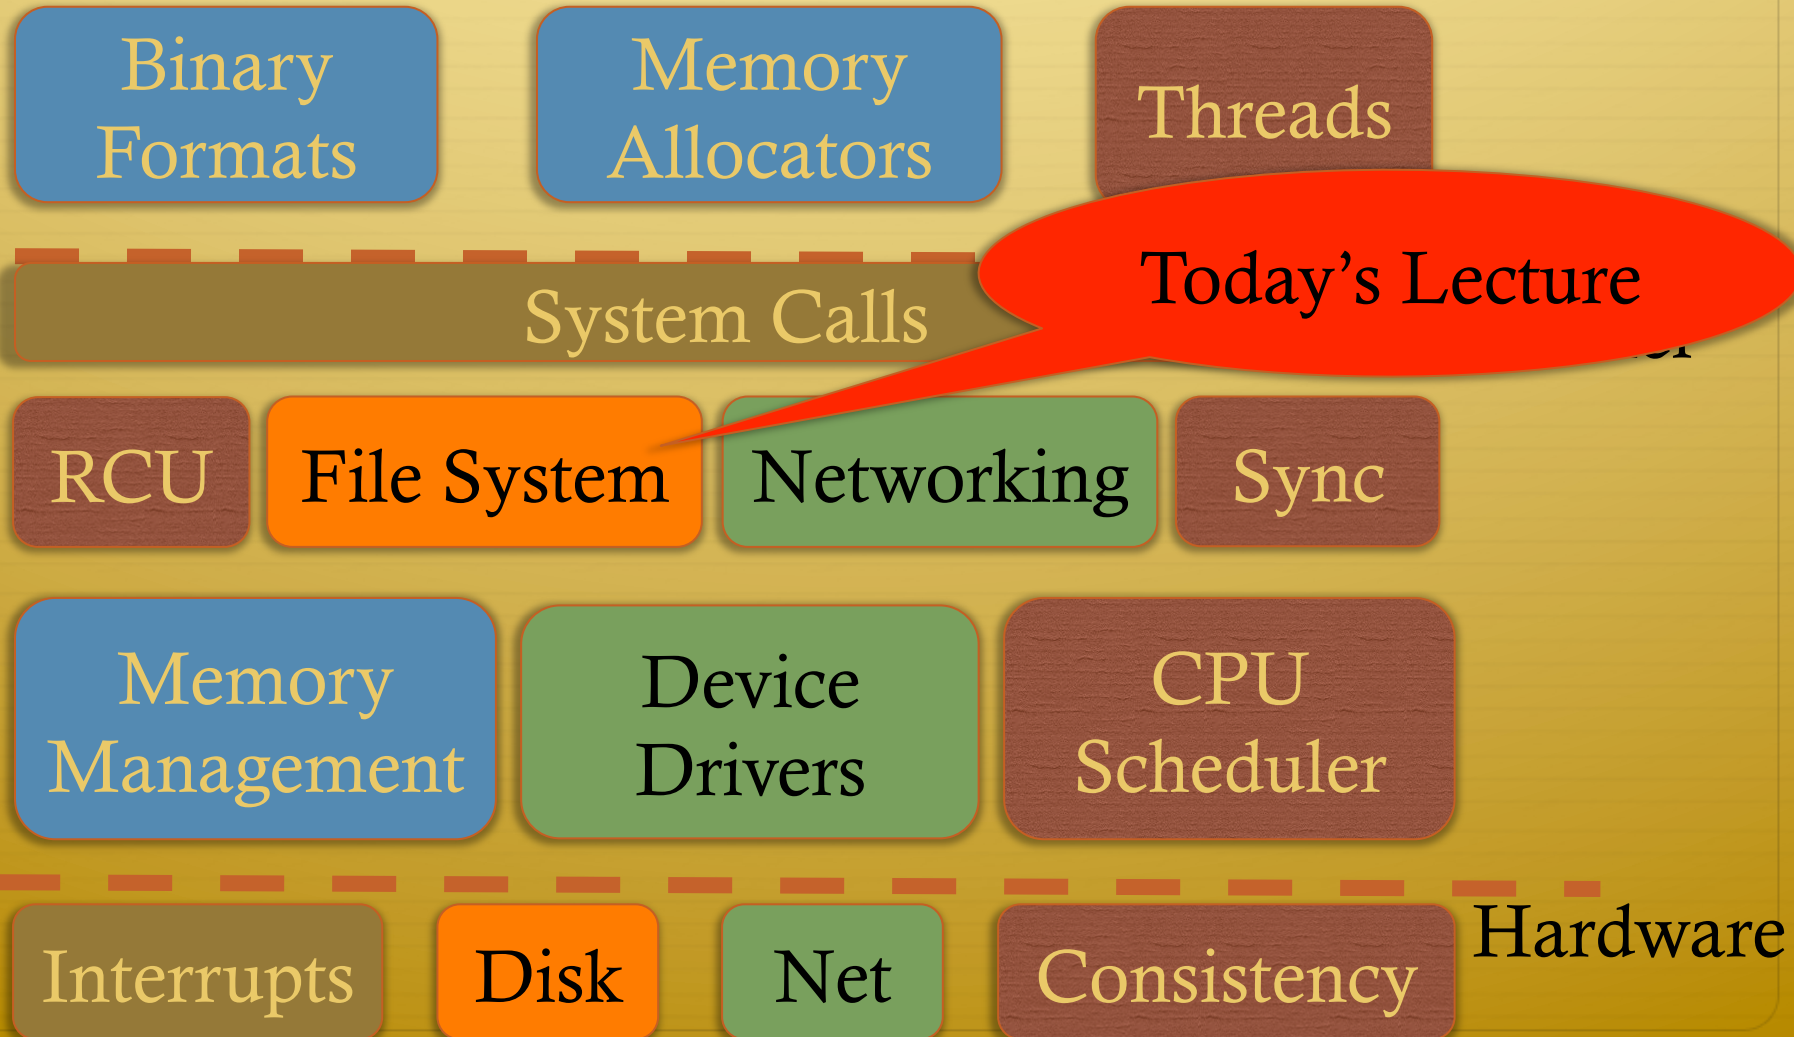 Binary
Formats
Memory
Allocators
Threads
Today's Lecture
System Calls
RCU
File System
Networking
Sync
Memory
Management
Device
Drivers
CPU
Scheduler
Hardware
Interrupts
Disk
Net
Consistency